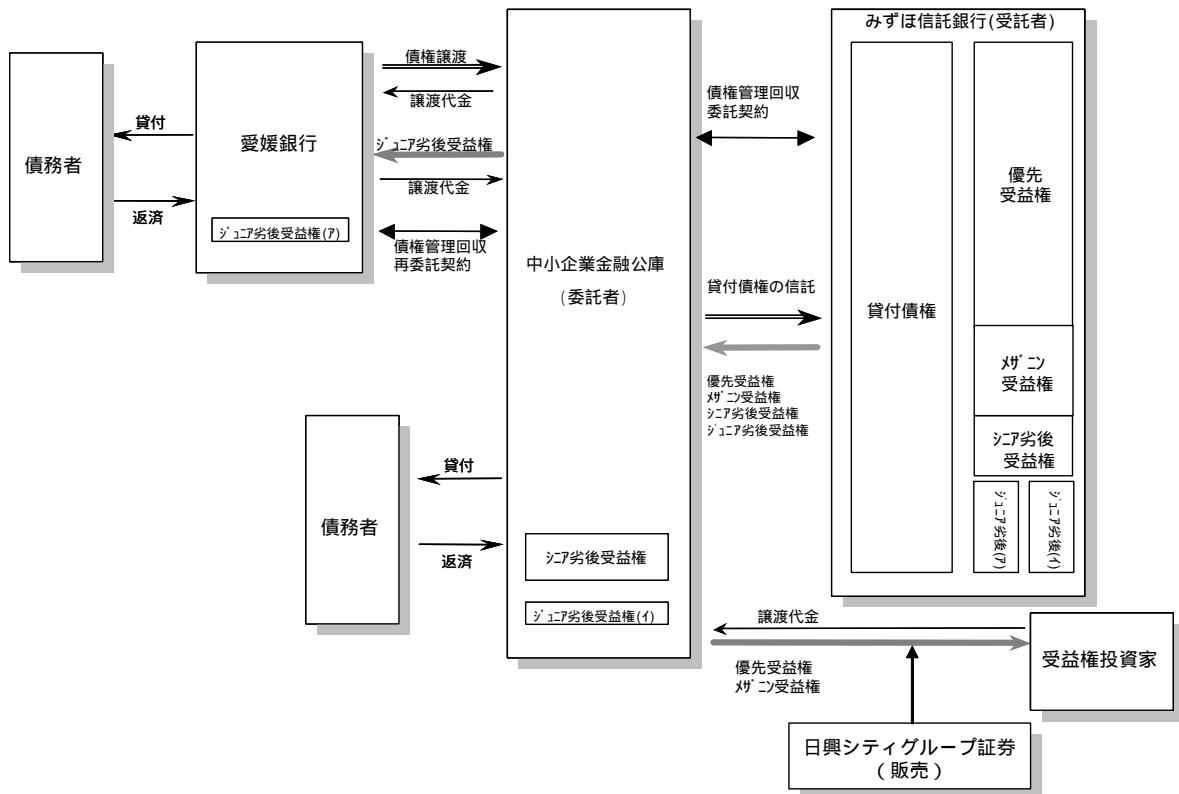 みずほ信託銀行(受託者)
債務者
貸付
返済
愛媛銀行
ｼﾞｭﾆｱ劣後受益権(ｱ)
債権譲渡
譲渡代金
ｼﾞｭﾆｱ劣後受益権
譲渡代金
債権管理回収
再委託契約
中小企業金融公庫
(委託者)
債権管理回収
委託契約
貸付債権の信託
優先受益権
ﾒｻﾞﾆﾝ受益権
ｼﾆｱ劣後受益権
ｼﾞｭﾆｱ劣後受益権
貸付債権
優先
受益権
ﾒｻﾞﾆﾝ
受益権
ｼﾆｱ劣後
受益権
ｼﾞｭﾆｱ劣後(ｱ)
ｼﾞｭﾆｱ劣後(ｲ)
債務者
貸付
返済
ｼﾆｱ劣後受益権
ｼﾞｭﾆｱ劣後受益権(ｲ)
譲渡代金
優先受益権
ﾒｻﾞﾆﾝ受益権
受益権投資家
日興シティグループ証券
(販売)